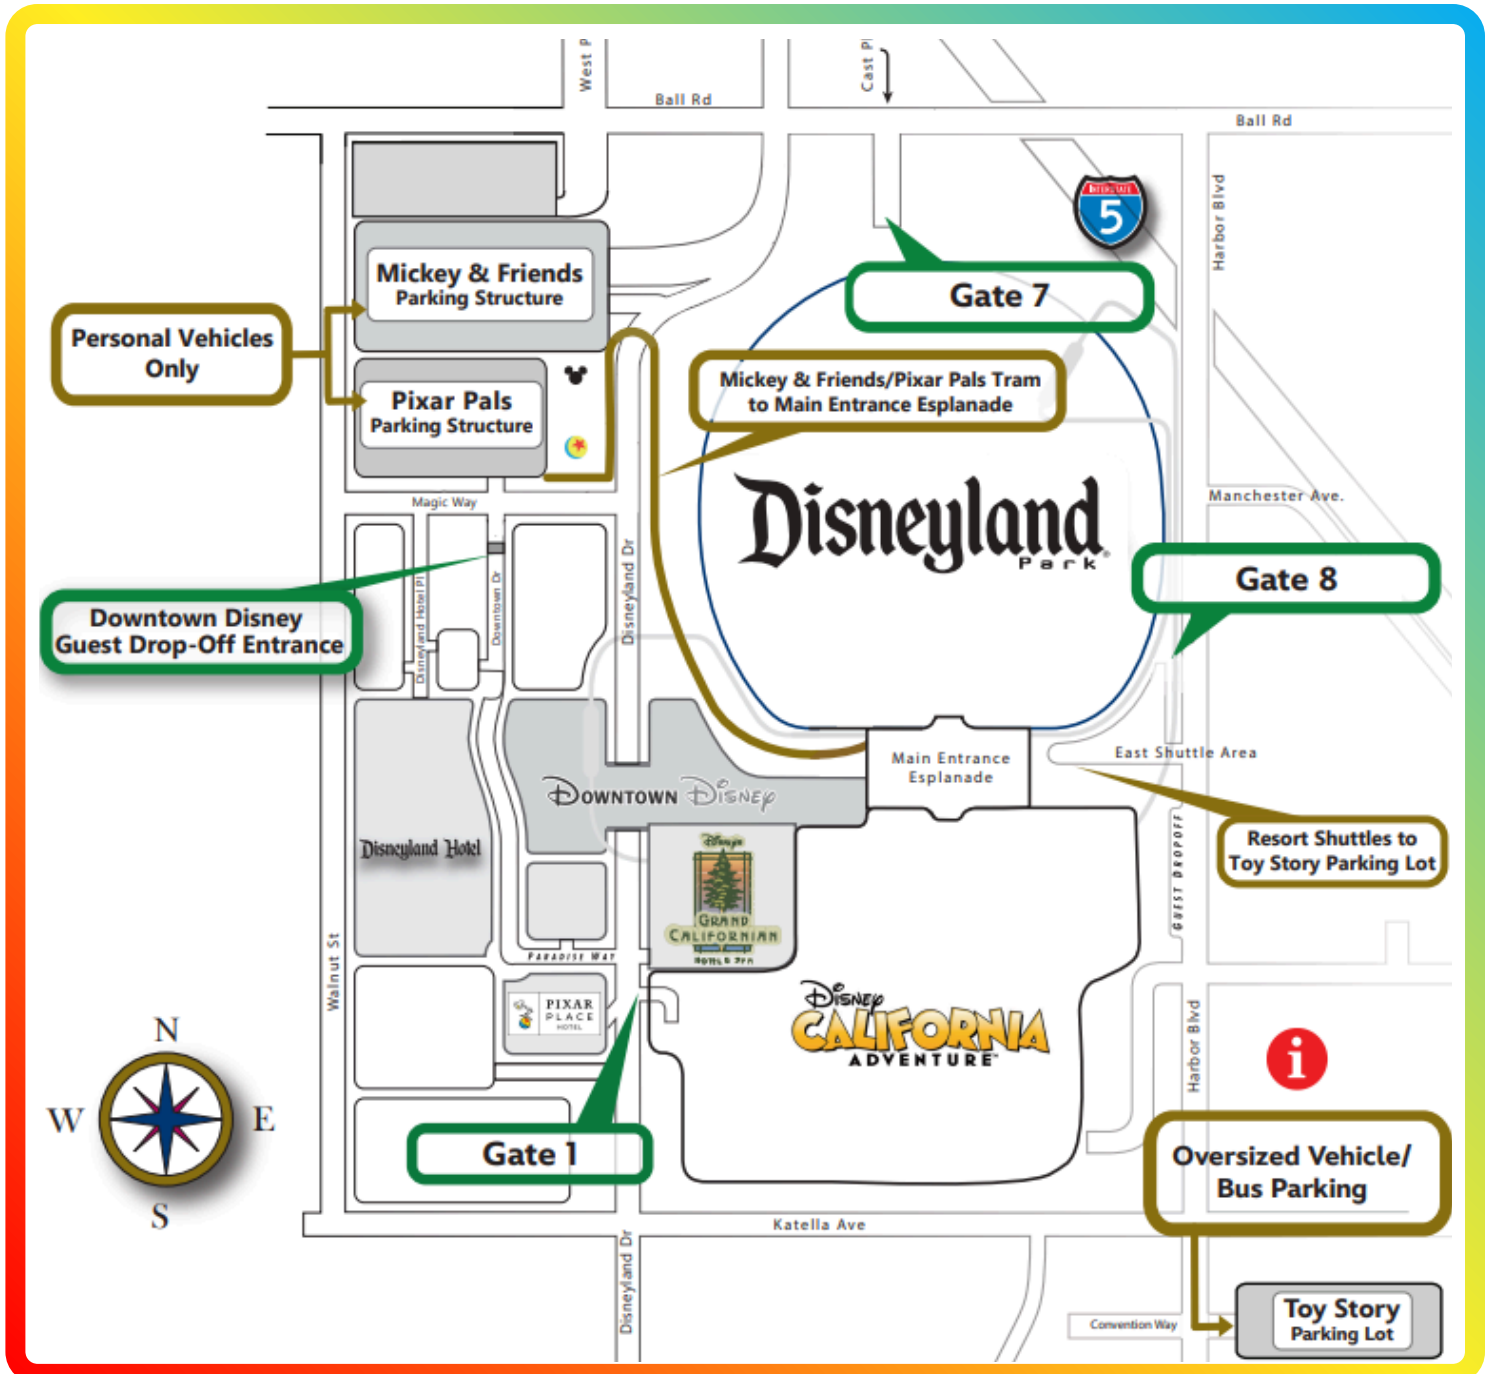 West P
Cast Pl
Ball Rd
Ball Rd
INTERSTATE
5
Harbor Blvd
Mickey & Friends
Parking Structure
Gate 7
Personal Vehicles
Only
Mickey & Friends/Pixar Pals Tram
to Main Entrance Esplanade
Pixar Pals
Parking Structure
Magic Way
Disneyland
Park
Manchester Ave.
Gate 8
Disneyland Dr
Downtown Dr
Disneyland Hotel Pl
Downtown Disney
Guest Drop-Off Entrance
Main Entrance
Esplanade
East Shuttle Area
DOWNTOWN DISNEY
Resort Shuttles to
Toy Story Parking Lot
GUEST DROPOFF
Disneyland Hotel
Disney's
GRAND
CALIFORNIAN
HOTEL & SPA
Walnut St
PARADISE WAY
PIXAR
PLACE
HOTEL
DISNEY
CALIFORNIA
ADVENTURE™
Harbor Blvd
i
N
W
E
S
Gate 1
Oversized Vehicle/
Bus Parking
Katella Ave
Disneyland Dr
Convention Way
Toy Story
Parking Lot